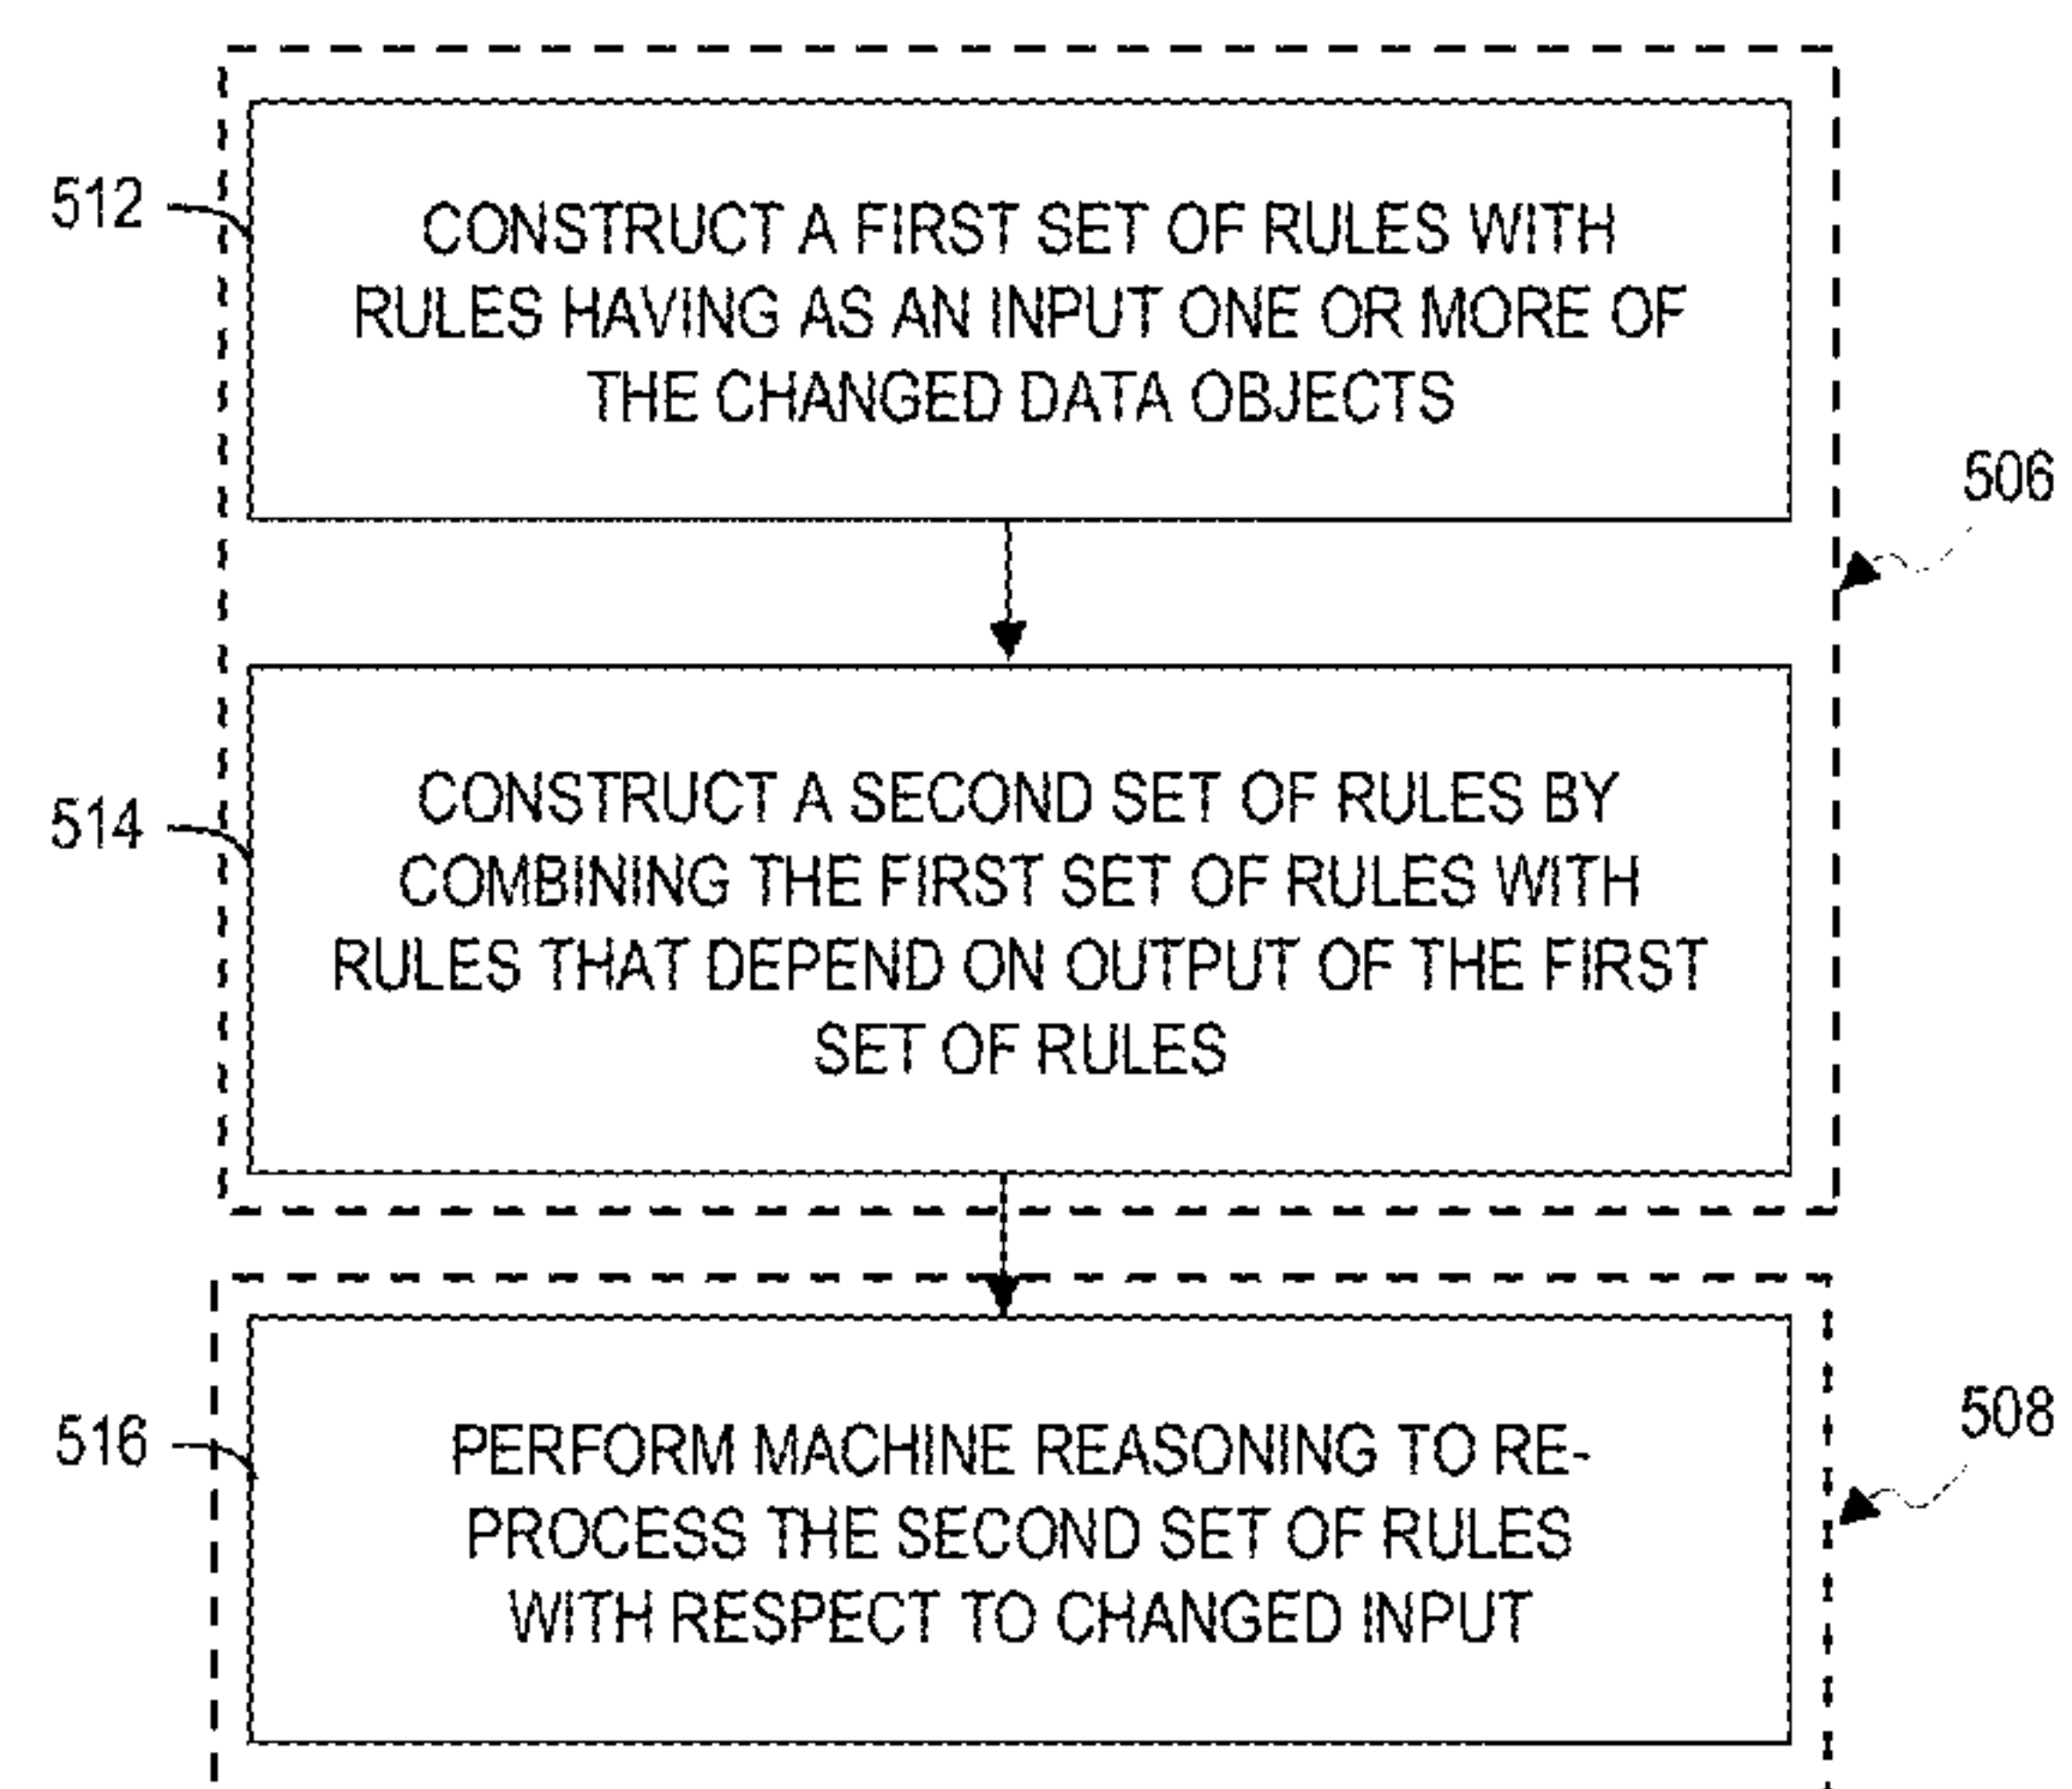 512
CONSTRUCT A FIRST SET OF RULES WITH
RULES HAVING AS AN INPUT ONE OR MORE OF
THE CHANGED DATA OBJECTS
506
514
CONSTRUCT A SECOND SET OF RULES BY
COMBINING THE FIRST SET OF RULES WITH
RULES THAT DEPEND ON OUTPUT OF THE FIRST
SET OF RULES
508
516
PERFORM MACHINE REASONING TO RE-
PROCESS THE SECOND SET OF RULES
WITH RESPECT TO CHANGED INPUT